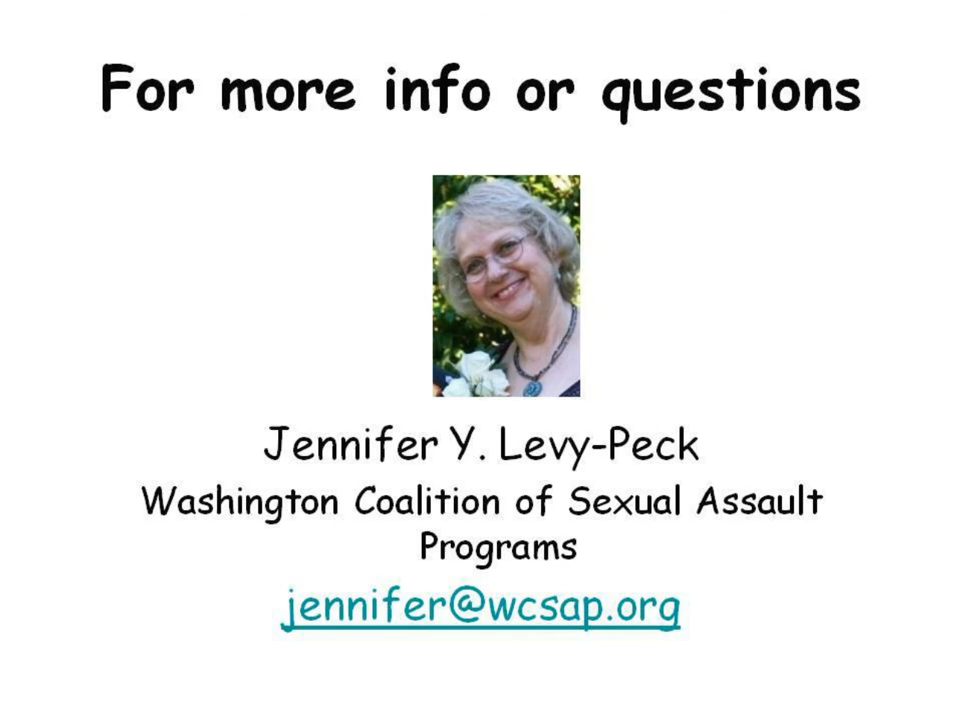 For more info or questions
Jennifer Y. Levy-Peck
Washington Coalition of Sexual Assault
Programs
jennifer@wcsap.org